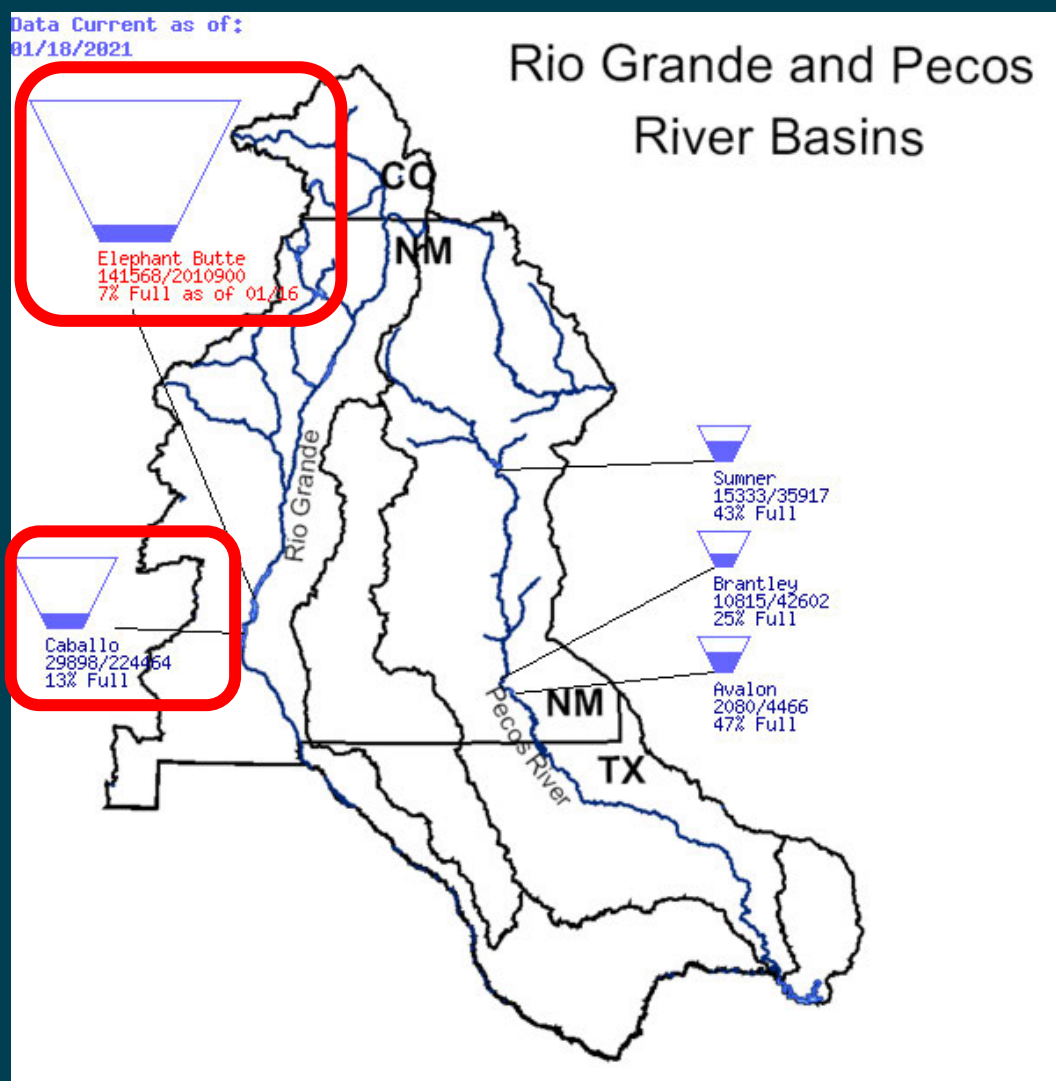 Data Current as of:
01/18/2021
Rio Grande and Pecos
River Basins
CO
NM
Elephant Butte
141568/2010900
7% Full as of 01/16
Rio Grande
Sumner
15333/35917
43% Full
Brantley
10815/42602
25% Full
Caballo
29898/224464
13% Full
Avalon
2080/4466
47% Full
NM
Pecos River
TX